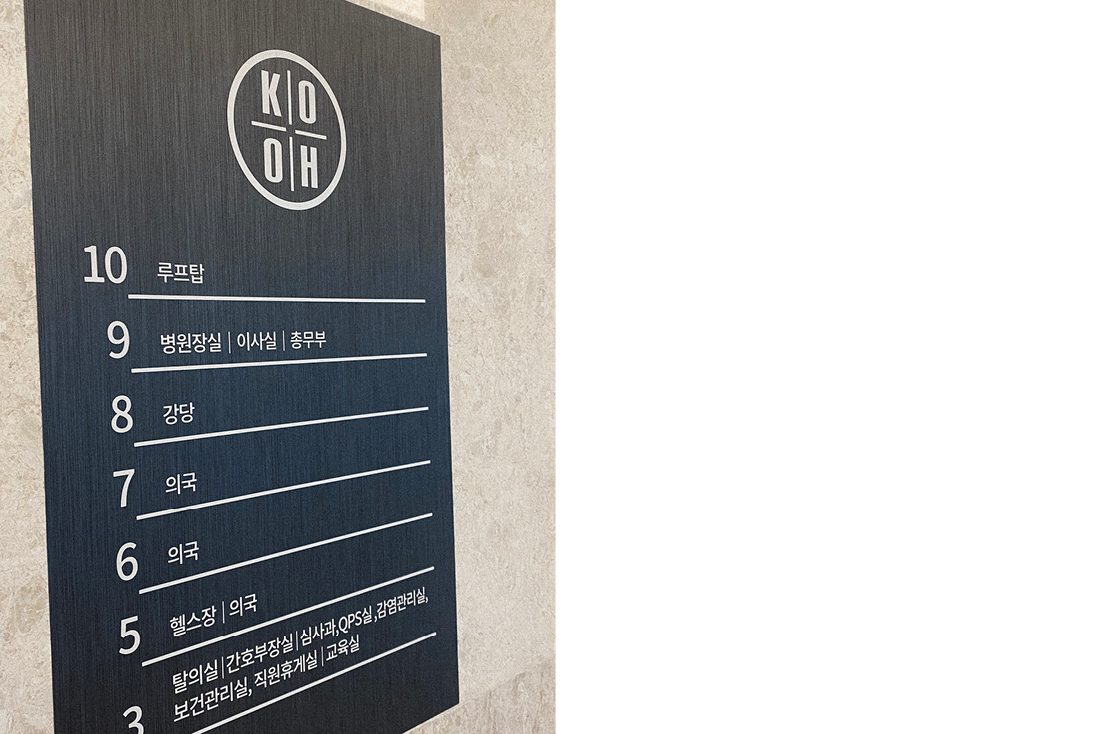 KO
OH
10 루프탑
9 병원장실 | 이사실 | 총무부
8 강당
7 의국
6 의국
5 헬스장 | 의국
3 탈의실 | 간호부장실 | 심사과,QPS실,감염관리실,
보건관리실, 직원휴게실 | 교육실